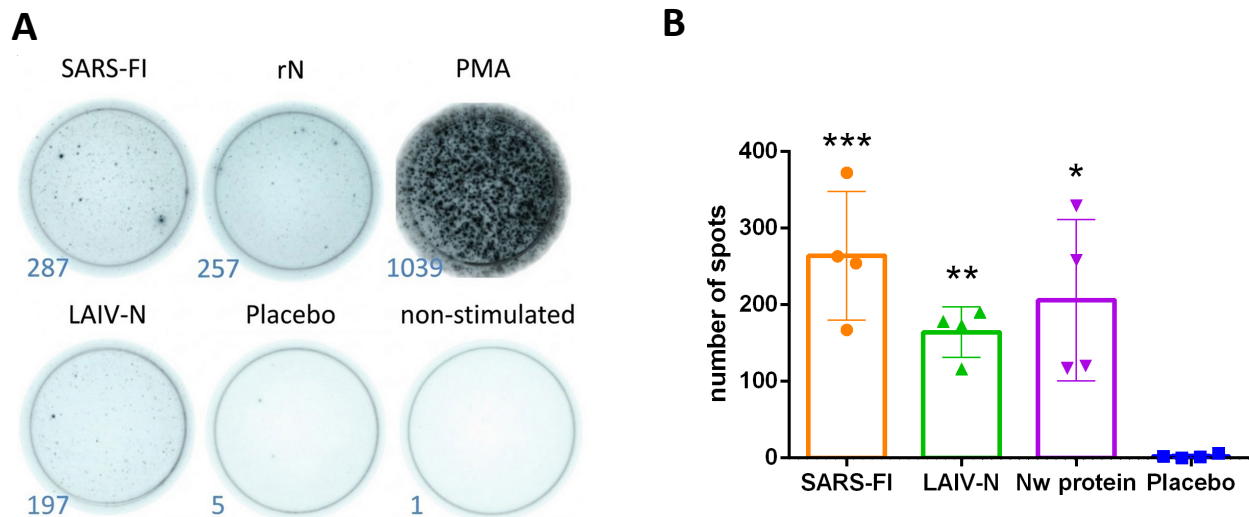 A
SARS-FI rN PMA
287 257 1039
LAIV-N Placebo non-stimulated
197 5 1
B
number of spots
400
300
200
100
0
*** ** *
SARS-FI LAIV-N Nw protein Placebo